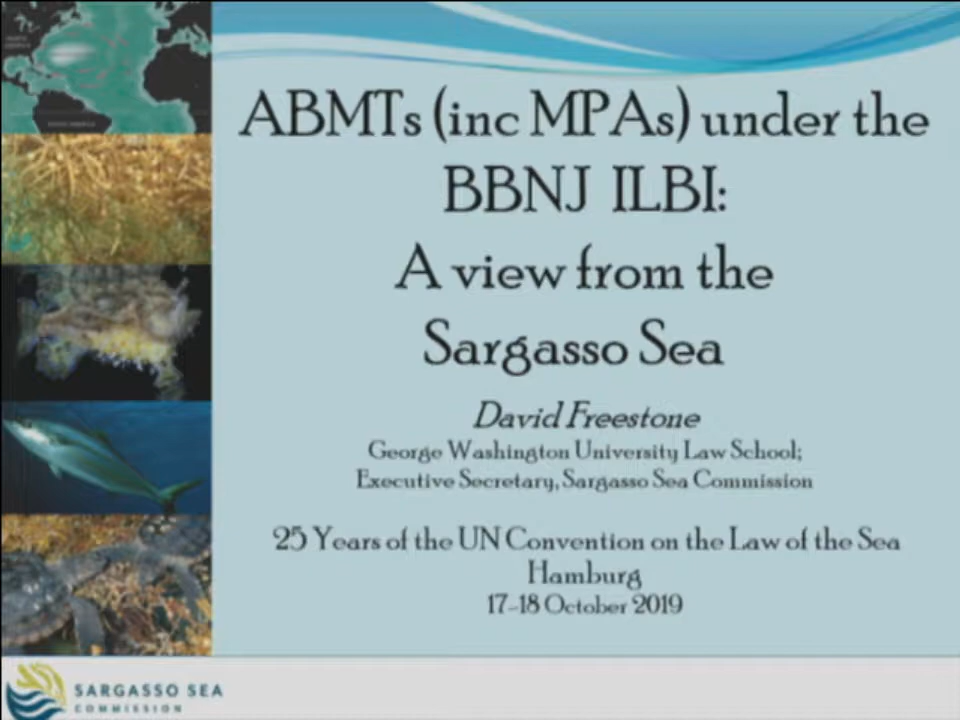 ABMTs (inc MPAs) under the
BBNJ ILBI:
A view from the
Sargasso Sea
David Freestone
George Washington University Law School;
Executive Secretary, Sargasso Sea Commission
25 Years of the UN Convention on the Law of the Sea
Hamburg
17-18 October 2019
SARGASSO SEA
COMMISSION